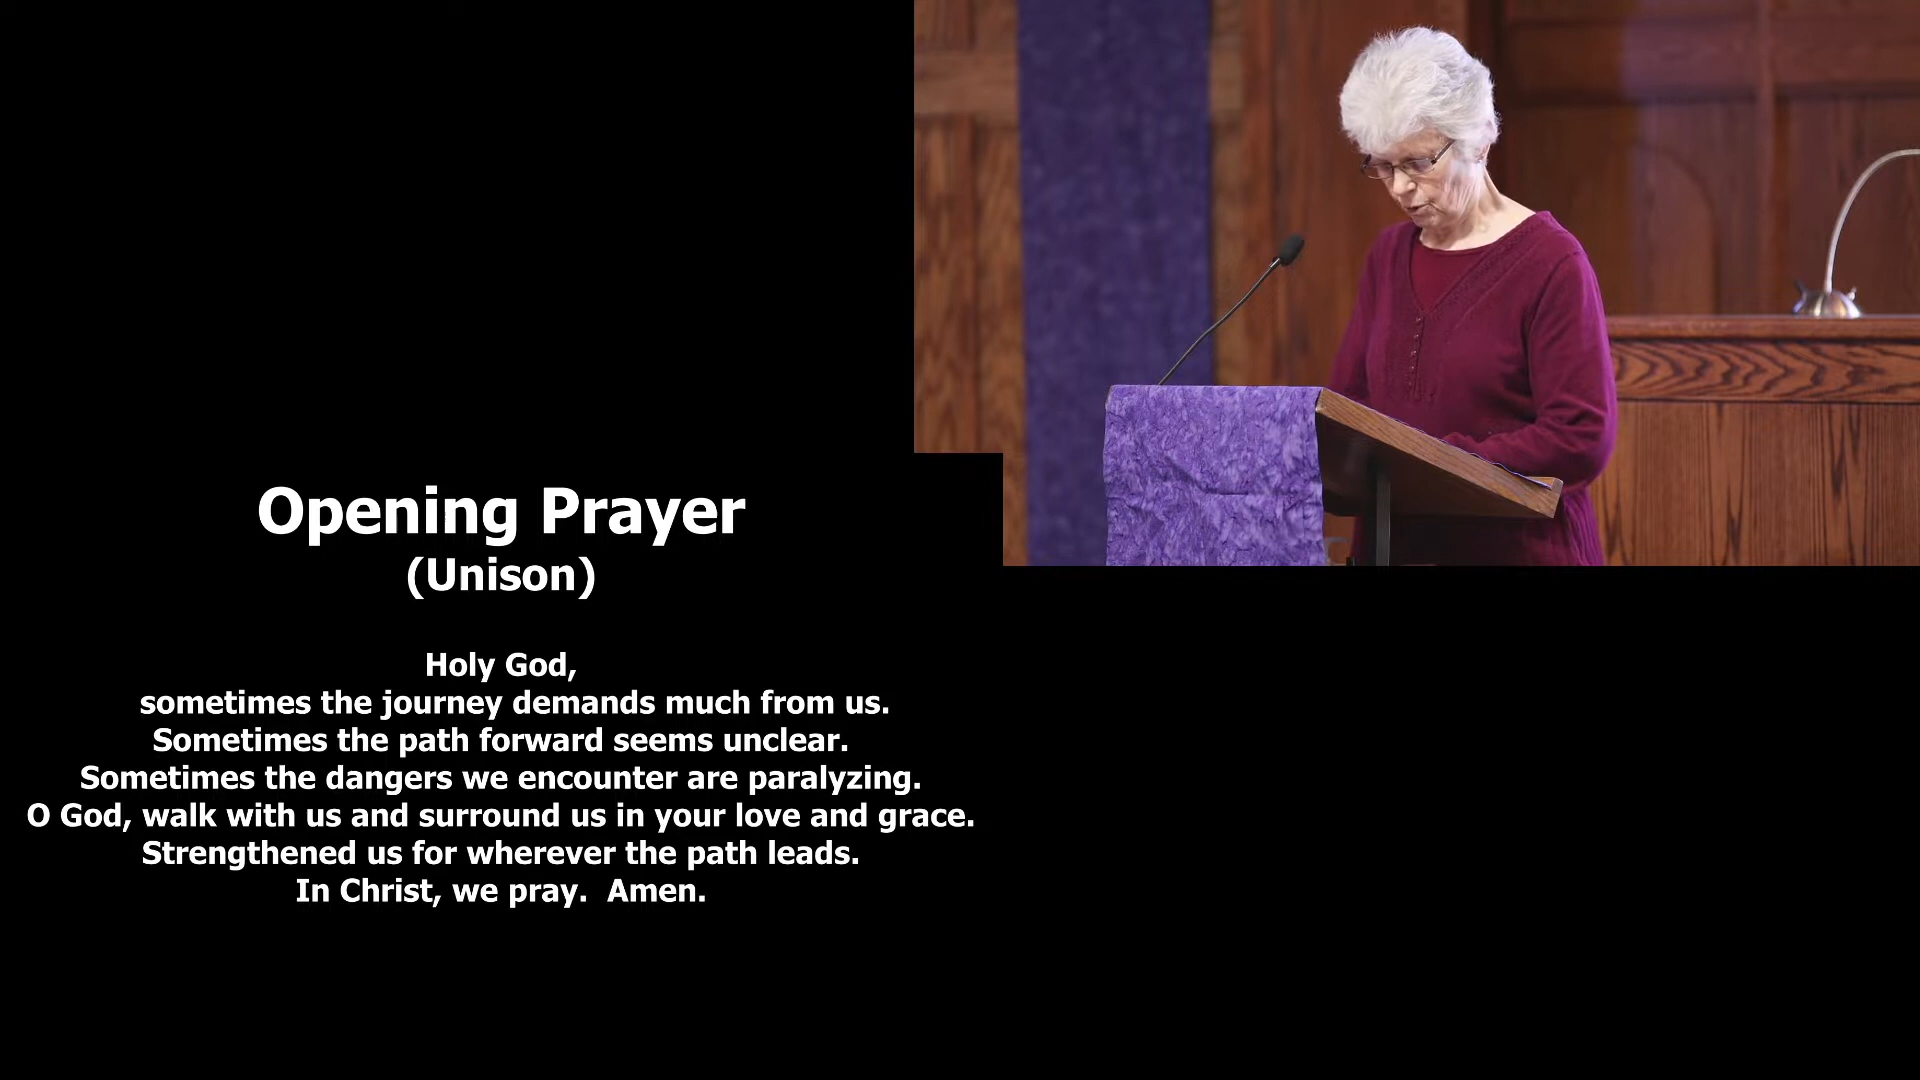 Opening Prayer
(Unison)
Holy God,
sometimes the journey demands much from us.
Sometimes the path forward seems unclear.
Sometimes the dangers we encounter are paralyzing.
O God, walk with us and surround us in your love and grace.
Strengthened us for wherever the path leads.
In Christ, we pray.  Amen.